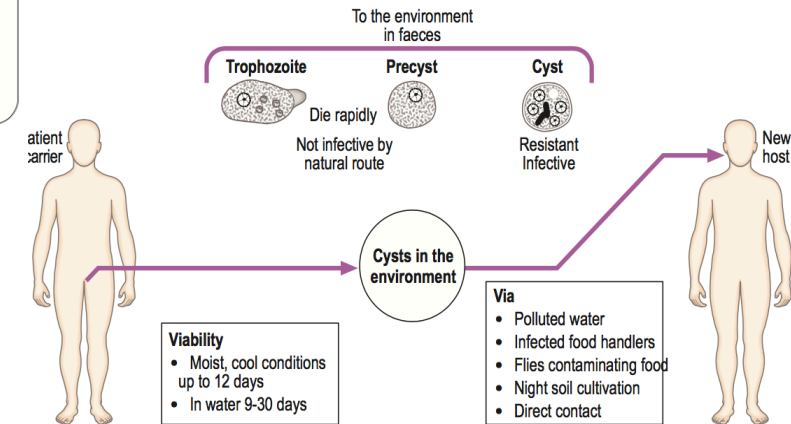 To the environment
in faeces
Trophozoite
Precyst
Cyst
Die rapidly
Not infective by
natural route
Resistant
Infective
atient
carrier
New
host
Cysts in the
environment
Viability
• Moist, cool conditions
up to 12 days
• In water 9-30 days
Via
• Polluted water
• Infected food handlers
• Flies contaminating food
• Night soil cultivation
• Direct contact